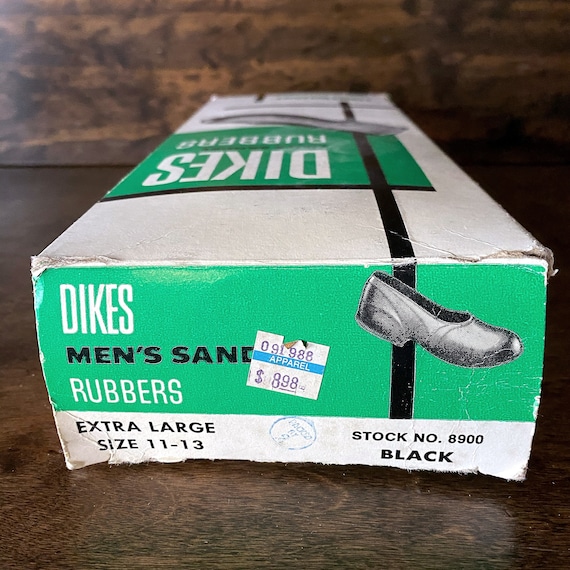 DIKES
RUBBERS
DIKES
MEN'S SAND
RUBBERS
091988
APPAREL
$ 898
EXTRA LARGE
SIZE 11-13
STOCK NO. 8900
BLACK